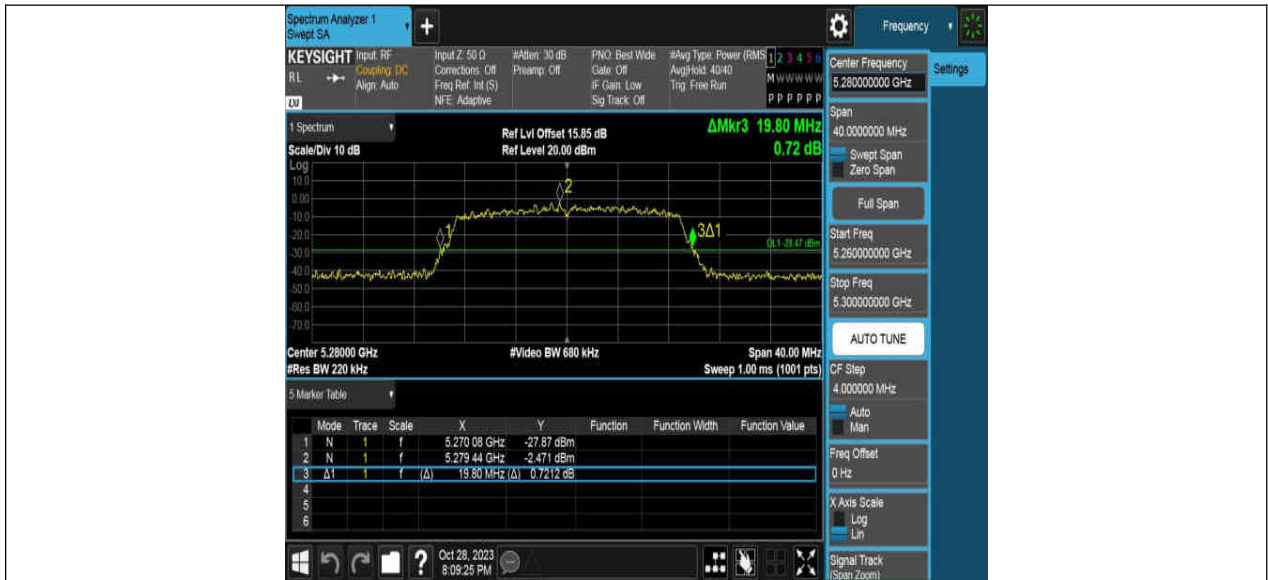 Spectrum Analyzer 1
Swept SA
+
Frequency
KEYSIGHT
RL
LXI
Input: RF
Coupling: DC
Align: Auto
Input Z: 50 Ω
Corrections: Off
Freq Ref: Int (S)
NFE: Adaptive
#Atten: 30 dB
Preamp: Off
PNO: Best Wide
Gate: Off
IF Gain: Low
Sig Track: Off
#Avg Type: Power (RMS
Avg|Hold: 40/40
Trig: Free Run
1 2 3 4 5 6
M W W W W W
P P P P P P
Center Frequency
5.280000000 GHz
Settings
1 Spectrum
Scale/Div 10 dB
Ref Lvl Offset 15.85 dB
Ref Level 20.00 dBm
ΔMkr3 19.80 MHz
0.72 dB
Span
40.0000000 MHz
Swept Span
Zero Span
Full Span
Start Freq
5.260000000 GHz
Stop Freq
5.300000000 GHz
AUTO TUNE
CF Step
4.000000 MHz
Auto
Man
Freq Offset
0 Hz
X Axis Scale
Log
Lin
Signal Track
(Span Zoom)
Log
10.0
0.00
-10.0
-20.0
-30.0
-40.0
-50.0
-60.0
-70.0
1
2
3Δ1
DL1 -28.47 dBm
Center 5.28000 GHz
#Res BW 220 kHz
#Video BW 680 kHz
Span 40.00 MHz
Sweep 1.00 ms (1001 pts)
5 Marker Table
Mode Trace Scale X Y Function Function Width Function Value
1 N 1 f 5.270 08 GHz -27.87 dBm
2 N 1 f 5.279 44 GHz -2.471 dBm
3 Δ1 1 f (Δ) 19.80 MHz (Δ) 0.7212 dB
4
5
6
?
Oct 28, 2023
8:09:25 PM